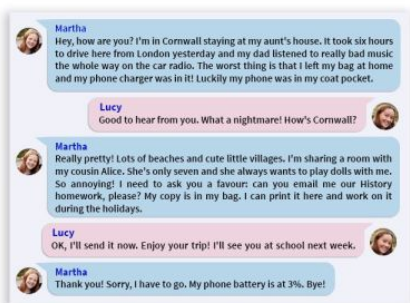 Martha
Hey, how are you? I'm in Cornwall staying at my aunt's house. It took six hours
to drive here from London yesterday and my dad listened to really bad music
the whole way on the car radio. The worst thing is that I left my bag at home
and my phone charger was in it! Luckily my phone was in my coat pocket.
Lucy
Good to hear from you. What a nightmare! How's Cornwall?
Martha
Really pretty! Lots of beaches and cute little villages. I'm sharing a room with
my cousin Alice. She's only seven and she always wants to play dolls with me.
So annoying! I need to ask you a favour: can you email me our History
homework, please? My copy is in my bag. I can print it here and work on it
during the holidays.
Lucy
OK, I'll send it now. Enjoy your trip! I'll see you at school next week.
Martha
Thank you! Sorry, I have to go. My phone battery is at 3%. Bye!